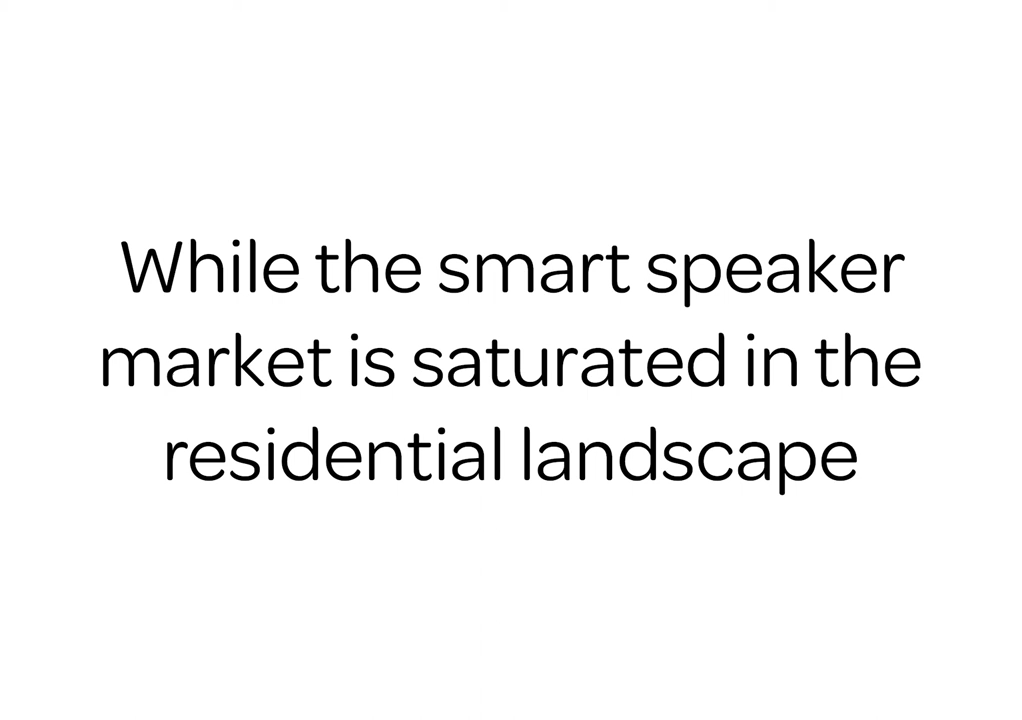 While the smart speaker
market is saturated in the
residential landscape